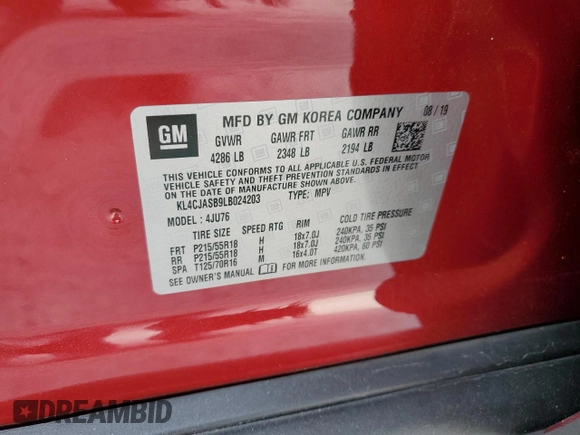 MFD BY GM KOREA COMPANY 08 / 19
GM
GVWR GAWR FRT GAWR RR
4286 LB 2348 LB 2194 LB
THIS VEHICLE CONFORMS TO ALL APPLICABLE U.S. FEDERAL MOTOR
VEHICLE SAFETY AND THEFT PREVENTION STANDARDS IN EFFECT
ON THE DATE OF MANUFACTURE SHOWN ABOVE.
KL4CJASB9LB024203 TYPE: MPV
MODEL : 4JU76
SPEED RTG RIM COLD TIRE PRESSURE
FRT P215/55R18 H 18x7.0J 240KPA, 35 PSI
RR P215/55R18 H 18x7.0J 240KPA, 35 PSI
SPA T125/70R16 M 16x4.0T 420KPA, 60 PSI
SEE OWNER'S MANUAL FOR MORE INFORMATION.
DREAMBID